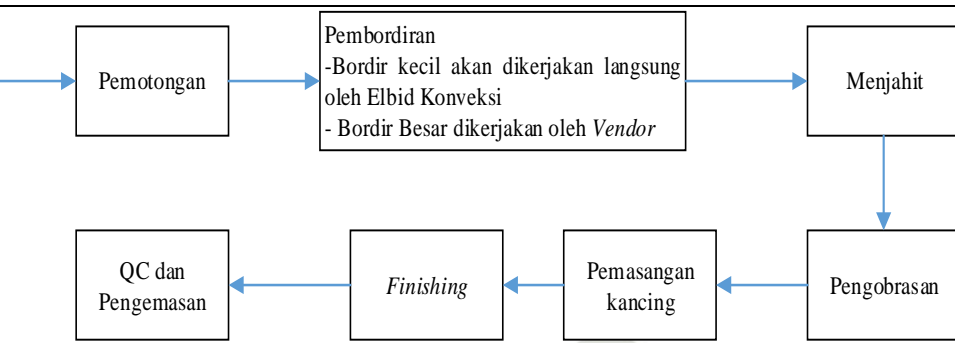 Pemotongan
Pembordiran
-Bordir kecil akan dikerjakan langsung
oleh Elbid Konveksi
- Bordir Besar dikerjakan oleh Vendor
Menjahit
Pengobrasan
Pemasangan
kancing
Finishing
QC dan
Pengemasan